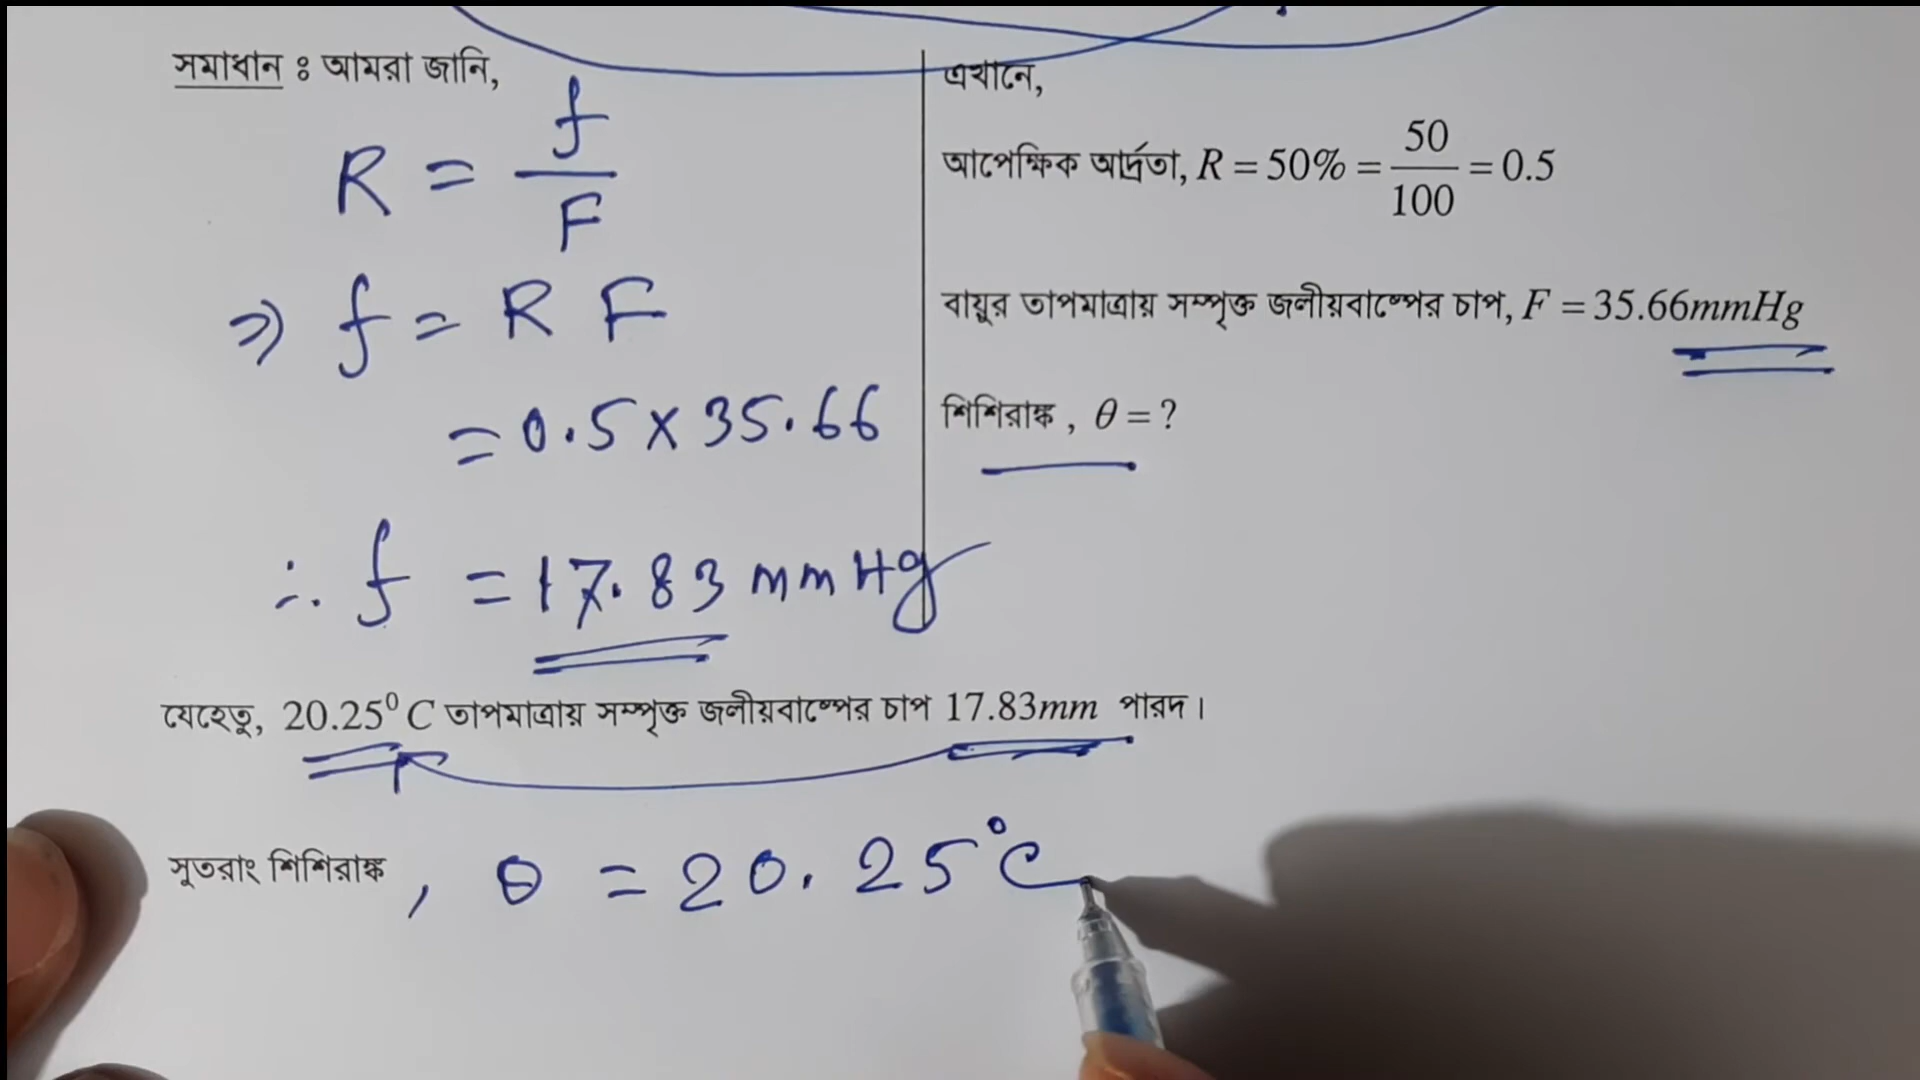 সমাধান ঃ আমরা জানি,
R = f/F
⇒ f = R F
= 0.5 × 35.66
∴ f = 17.83 mmHg
এখানে,
আপেক্ষিক আর্দ্রতা, R = 50% = 50/100 = 0.5
বায়ুর তাপমাত্রায় সম্পৃক্ত জলীয়বাষ্পের চাপ, F = 35.66mmHg
শিশিরাঙ্ক , θ = ?
যেহেতু, 20.25⁰ C তাপমাত্রায় সম্পৃক্ত জলীয়বাষ্পের চাপ 17.83mm পারদ।
সুতরাং শিশিরাঙ্ক , θ = 20.25°C